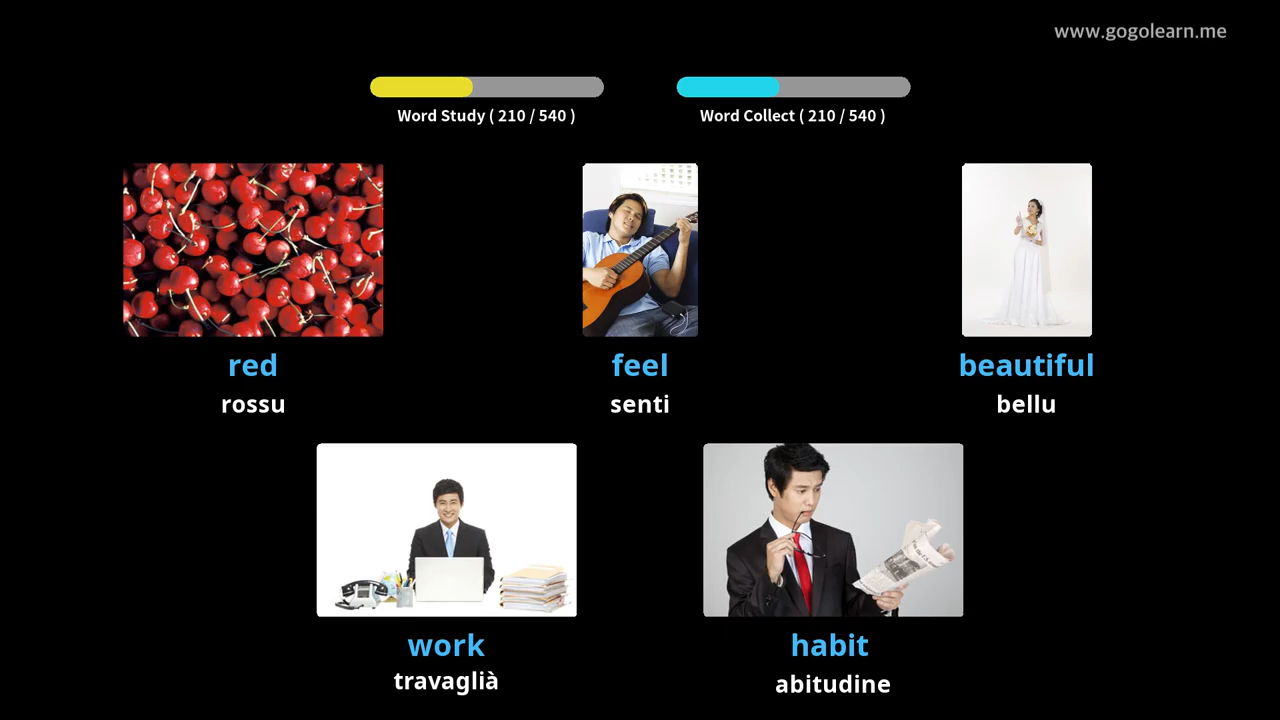 www.gogolearn.me
Word Study ( 210 / 540 )
Word Collect ( 210 / 540 )
red
feel
beautiful
rossu
senti
bellu
work
habit
travaglià
abitudine